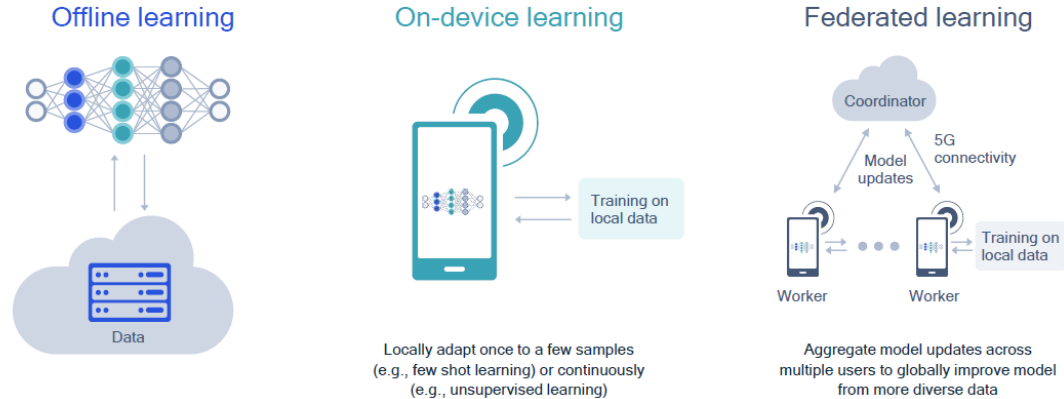 Offline learning
Data
On-device learning
Training on
local data
Locally adapt once to a few samples
(e.g., few shot learning) or continuously
(e.g., unsupervised learning)
Federated learning
Coordinator
Model
updates
5G
connectivity
Worker
Worker
Training on
local data
Aggregate model updates across
multiple users to globally improve model
from more diverse data